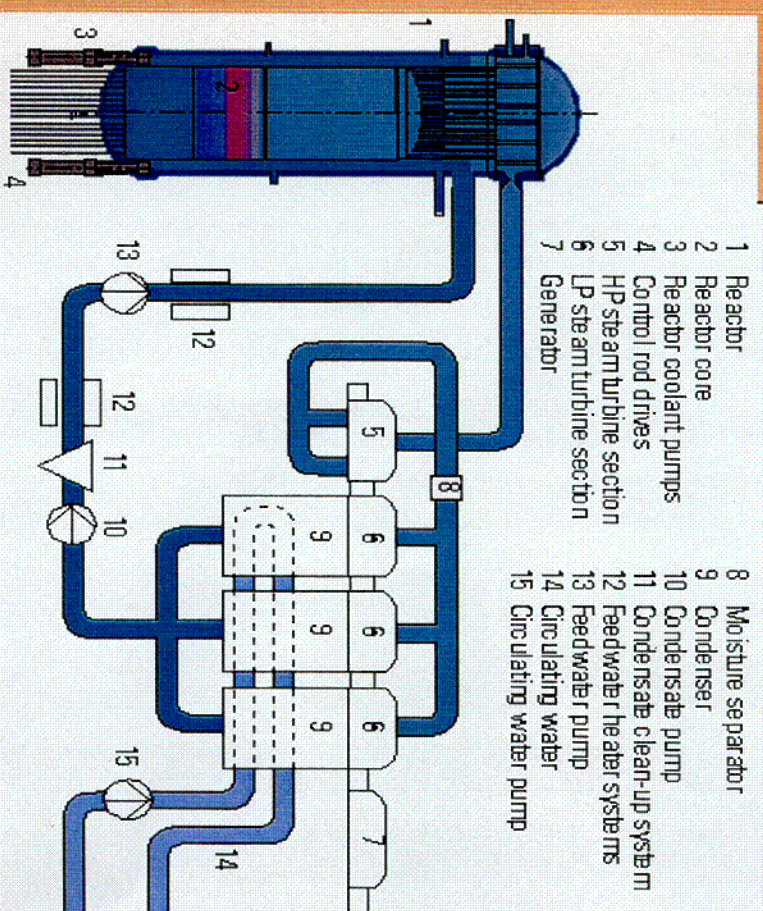 1 Reactor
2 Reactor core
3 Reactor coolant pumps
4 Control rod drives
5 HP steam turbine section
6 LP steam turbine section
7 Generator
8 Moisture separator
9 Condenser
10 Condensate pump
11 Condensate clean-up system
12 Feedwater heater systems
13 Feedwater pump
14 Circulating water
15 Circulating water pump
1
3
2
4
13
12
12
5
11
8
10
9
6
9
6
9
6
15
7
14